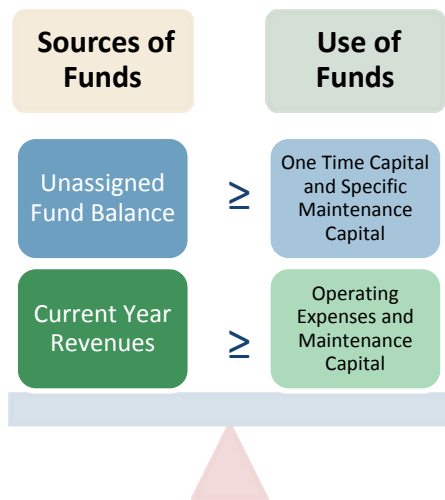 Sources of
Funds
Use of
Funds
Unassigned
Fund Balance
≥
One Time Capital
and Specific
Maintenance
Capital
Current Year
Revenues
≥
Operating
Expenses and
Maintenance
Capital